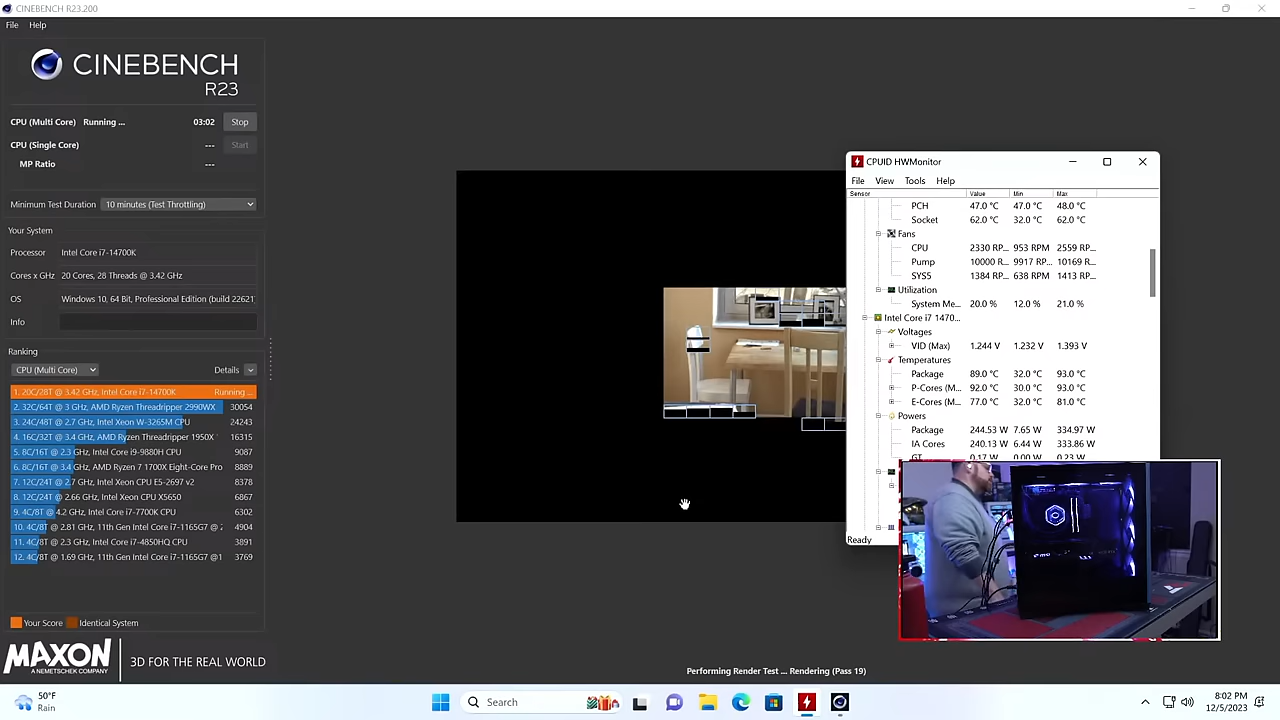 CINEBENCH R23.200
File Help
CINEBENCH
R23
CPU (Multi Core) Running ... 03:02 Stop
CPU (Single Core) --- Start
MP Ratio ---
Minimum Test Duration 10 minutes (Test Throttling)
Your System
Processor Intel Core i7-14700K
Cores x GHz 20 Cores, 28 Threads @ 3.42 GHz
OS Windows 10, 64 Bit, Professional Edition (build 22621)
Info
Ranking
CPU (Multi Core) Details
1. 20C/28T @ 3.42 GHz, Intel Core i7-14700K Running ...
2. 32C/64T @ 3 GHz, AMD Ryzen Threadripper 2990WX 30054
3. 24C/48T @ 2.7 GHz, Intel Xeon W-3265M CPU 24243
4. 16C/32T @ 3.4 GHz, AMD Ryzen Threadripper 1950X 16315
5. 8C/16T @ 2.3 GHz, Intel Core i9-9880H CPU 9087
6. 8C/16T @ 3.4 GHz, AMD Ryzen 7 1700X Eight-Core Pro 8889
7. 12C/24T @ 2.7 GHz, Intel Xeon CPU E5-2697 v2 8378
8. 12C/24T @ 2.66 GHz, Intel Xeon CPU X5650 6867
9. 4C/8T @ 4.2 GHz, Intel Core i7-7700K CPU 6302
10. 4C/8T @ 2.81 GHz, 11th Gen Intel Core i7-1165G7 @ 2 4904
11. 4C/8T @ 2.3 GHz, Intel Core i7-4850HQ CPU 3891
12. 4C/8T @ 1.69 GHz, 11th Gen Intel Core i7-1165G7 @1 3769
Your Score Identical System
MAXON
A NEMETSCHEK COMPANY
3D FOR THE REAL WORLD
Performing Render Test ... Rendering (Pass 19)
CPUID HWMonitor
File View Tools Help
Sensor Value Min Max
PCH 47.0 °C 47.0 °C 48.0 °C
Socket 62.0 °C 32.0 °C 62.0 °C
Fans
CPU 2330 RP... 953 RPM 2559 RP...
Pump 10000 R... 9917 RP... 10169 R...
SYS5 1384 RP... 638 RPM 1413 RP...
Utilization
System Me... 20.0 % 12.0 % 21.0 %
Intel Core i7 1470...
Voltages
VID (Max) 1.244 V 1.232 V 1.393 V
Temperatures
Package 89.0 °C 32.0 °C 93.0 °C
P-Cores (M... 92.0 °C 30.0 °C 93.0 °C
E-Cores (M... 77.0 °C 32.0 °C 81.0 °C
Powers
Package 244.53 W 7.65 W 334.97 W
IA Cores 240.13 W 6.44 W 333.86 W
GT 0.17 W 0.00 W 0.23 W
Ready
50°F
Rain
Search
8:02 PM
12/5/2023